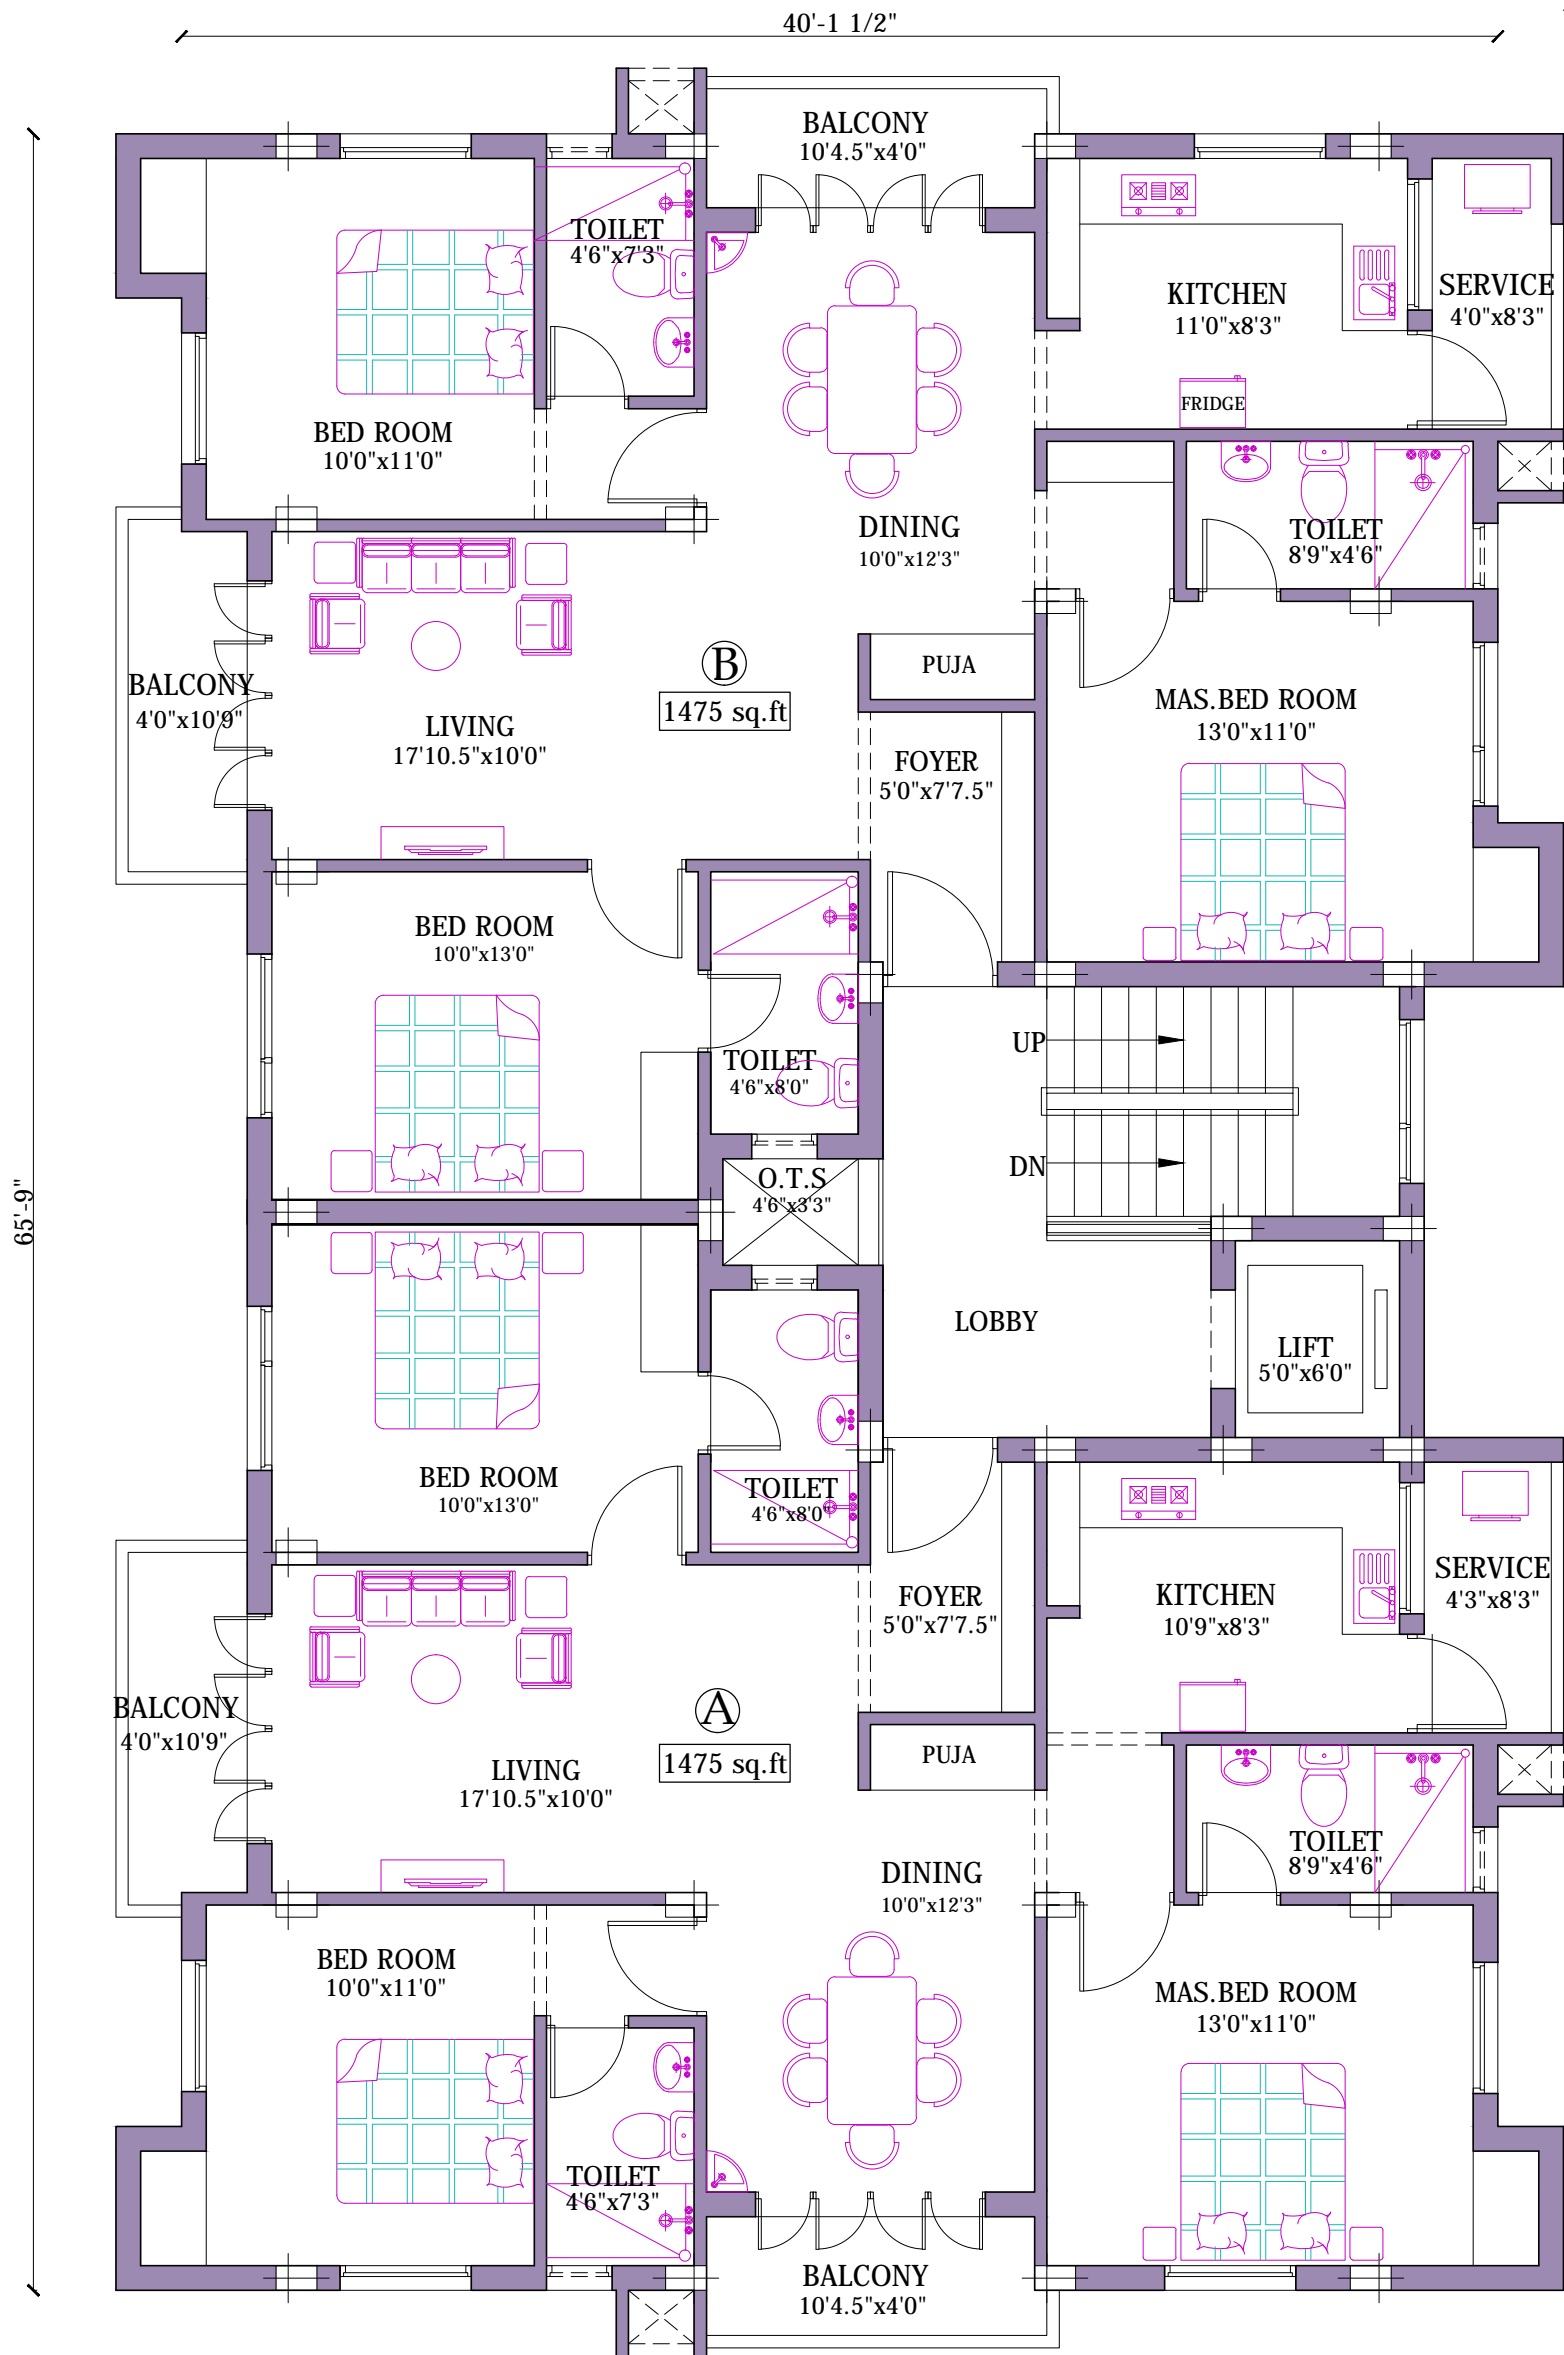 40'-1 1/2"
BALCONY
10'4.5"x4'0"
TOILET
4'6"x7'3"
KITCHEN
11'0"x8'3"
SERVICE
4'0"x8'3"
FRIDGE
BED ROOM
10'0"x11'0"
DINING
10'0"x12'3"
TOILET
8'9"x4'6"
BALCONY
4'0"x10'9"
LIVING
17'10.5"x10'0"
B
1475 sq.ft
PUJA
MAS.BED ROOM
13'0"x11'0"
FOYER
5'0"x7'7.5"
BED ROOM
10'0"x13'0"
TOILET
4'6"x8'0"
UP
DN
O.T.S
4'6"x3'3"
65'-9"
LOBBY
LIFT
5'0"x6'0"
BED ROOM
10'0"x13'0"
TOILET
4'6"x8'0"
FOYER
5'0"x7'7.5"
KITCHEN
10'9"x8'3"
SERVICE
4'3"x8'3"
BALCONY
4'0"x10'9"
LIVING
17'10.5"x10'0"
A
1475 sq.ft
PUJA
TOILET
8'9"x4'6"
DINING
10'0"x12'3"
BED ROOM
10'0"x11'0"
MAS.BED ROOM
13'0"x11'0"
TOILET
4'6"x7'3"
BALCONY
10'4.5"x4'0"